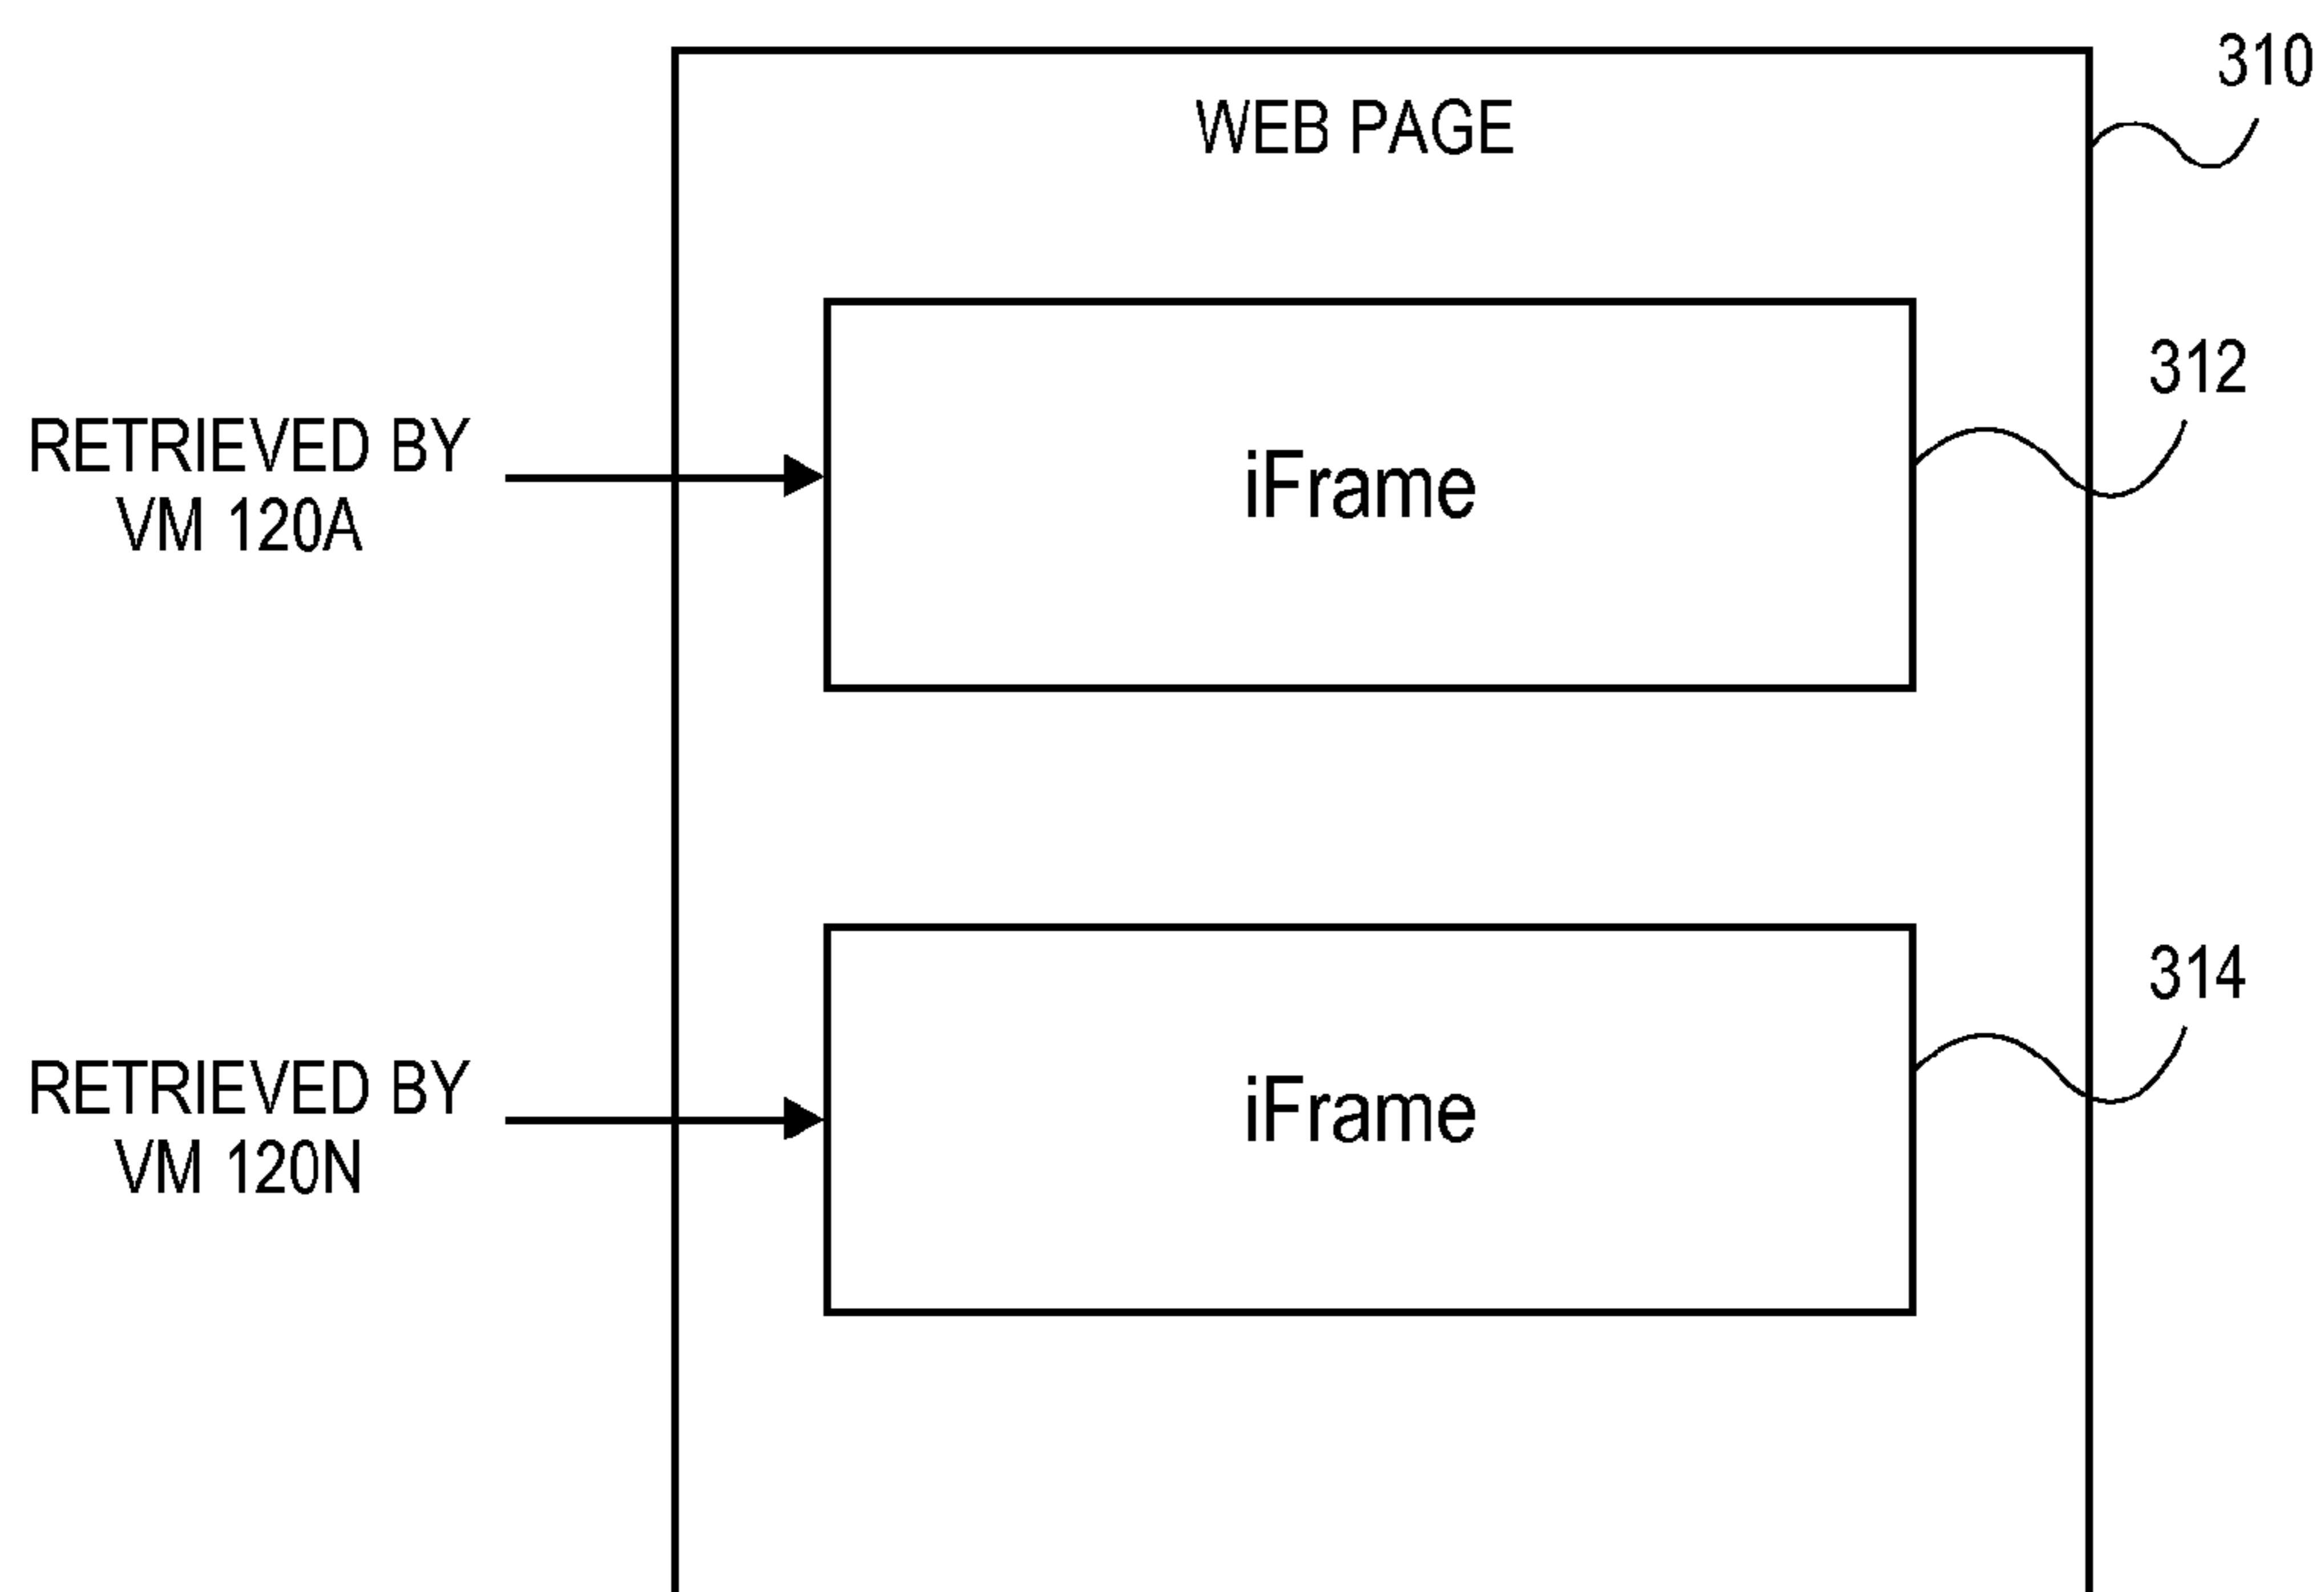 310
WEB PAGE
312
RETRIEVED BY
VM 120A
iFrame
314
RETRIEVED BY
VM 120N
iFrame